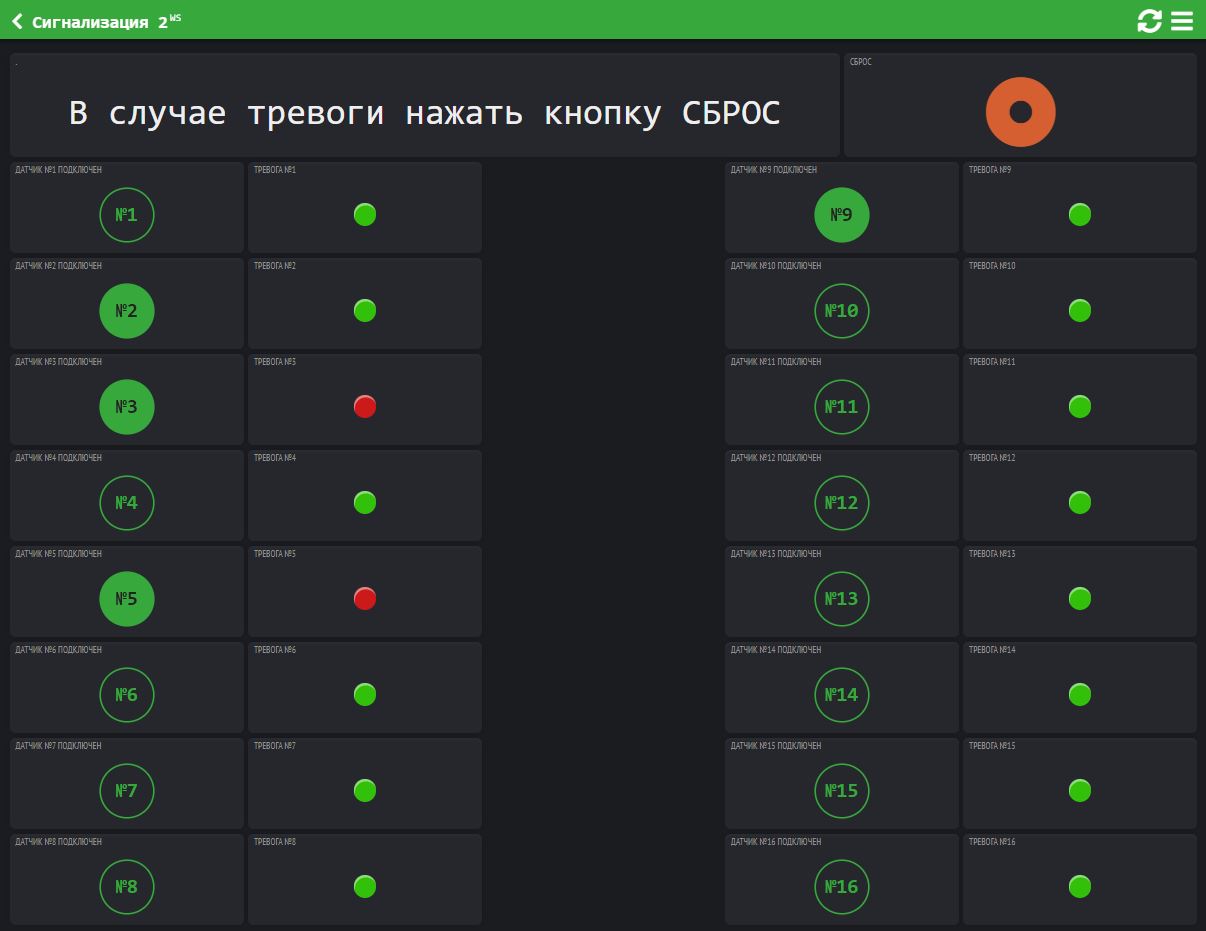 Сигнализация 2 WS
.
СБРОС
В случае тревоги нажать кнопку СБРОС
ДАТЧИК №1 ПОДКЛЮЧЕН
ТРЕВОГА №1
ДАТЧИК №9 ПОДКЛЮЧЕН
ТРЕВОГА №9
№1
№9
ДАТЧИК №2 ПОДКЛЮЧЕН
ТРЕВОГА №2
ДАТЧИК №10 ПОДКЛЮЧЕН
ТРЕВОГА №10
№2
№10
ДАТЧИК №3 ПОДКЛЮЧЕН
ТРЕВОГА №3
ДАТЧИК №11 ПОДКЛЮЧЕН
ТРЕВОГА №11
№3
№11
ДАТЧИК №4 ПОДКЛЮЧЕН
ТРЕВОГА №4
ДАТЧИК №12 ПОДКЛЮЧЕН
ТРЕВОГА №12
№4
№12
ДАТЧИК №5 ПОДКЛЮЧЕН
ТРЕВОГА №5
ДАТЧИК №13 ПОДКЛЮЧЕН
ТРЕВОГА №13
№5
№13
ДАТЧИК №6 ПОДКЛЮЧЕН
ТРЕВОГА №6
ДАТЧИК №14 ПОДКЛЮЧЕН
ТРЕВОГА №14
№6
№14
ДАТЧИК №7 ПОДКЛЮЧЕН
ТРЕВОГА №7
ДАТЧИК №15 ПОДКЛЮЧЕН
ТРЕВОГА №15
№7
№15
ДАТЧИК №8 ПОДКЛЮЧЕН
ТРЕВОГА №8
ДАТЧИК №16 ПОДКЛЮЧЕН
ТРЕВОГА №16
№8
№16